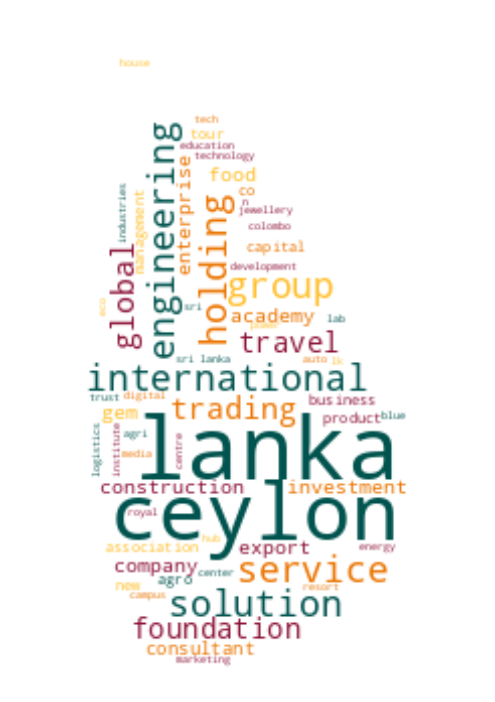 house
tech
tour
education
technology
engineering
enterprise
food
industries
management
co
n
holding
jewellery
colombo
global
capital
development
group
eco
sri
academy
lab
power
travel
sri lanka
auto
lk
international
trust
digital
business
trading
gem
product
blue
lanka
agri
logistics
institute
centre
media
construction
investment
ceylon
royal
hub
association
export
energy
company
service
center
agro
new
resort
campus
solution
foundation
consultant
marketing